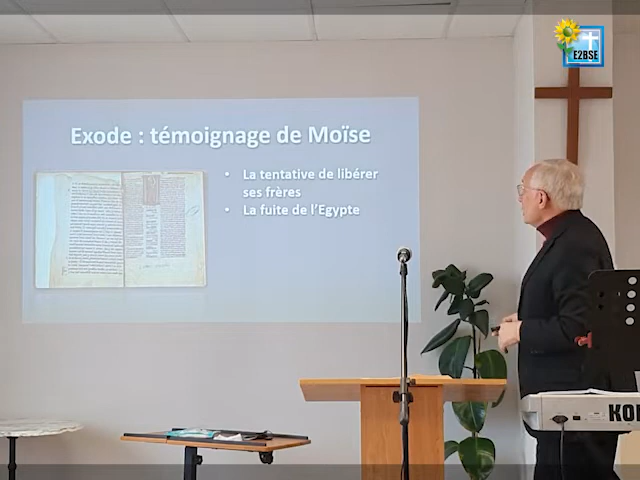 E2BSE
Exode : témoignage de Moïse
• La tentative de libérer
ses frères
• La fuite de l'Egypte
KO